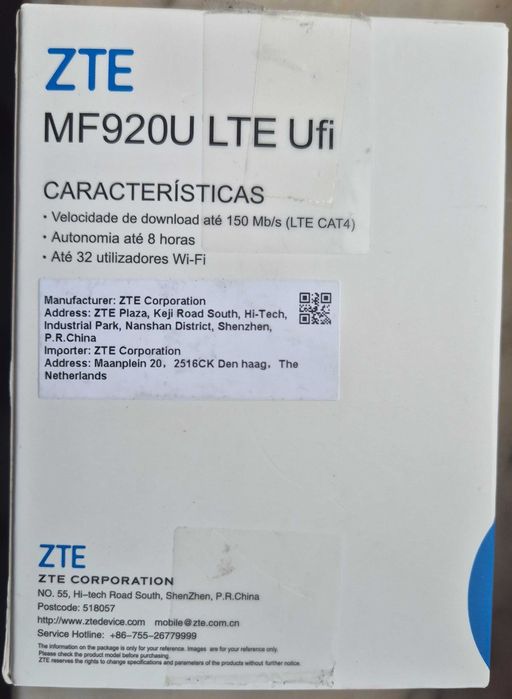 ZTE
MF920U LTE Ufi
CARACTERÍSTICAS
· Velocidade de download até 150 Mb/s (LTE CAT4)
· Autonomia até 8 horas
· Até 32 utilizadores Wi-Fi
Manufacturer: ZTE Corporation
Address: ZTE Plaza, Keji Road South, Hi-Tech,
Industrial Park, Nanshan District, Shenzhen,
P.R.China
Importer: ZTE Corporation
Address: Maanplein 20, 2516CK Den haag, The
Netherlands
ZTE
ZTE CORPORATION
NO. 55, Hi-tech Road South, ShenZhen, P.R.China
Postcode: 518057
http://www.ztedevice.com mobile@zte.com.cn
Service Hotline: +86-755-26779999
The information on the package is only for your reference. Images are for your reference only.
Please check the product model before purchasing.
ZTE reserves the rights to change specifications and parameters of the products without further notice.